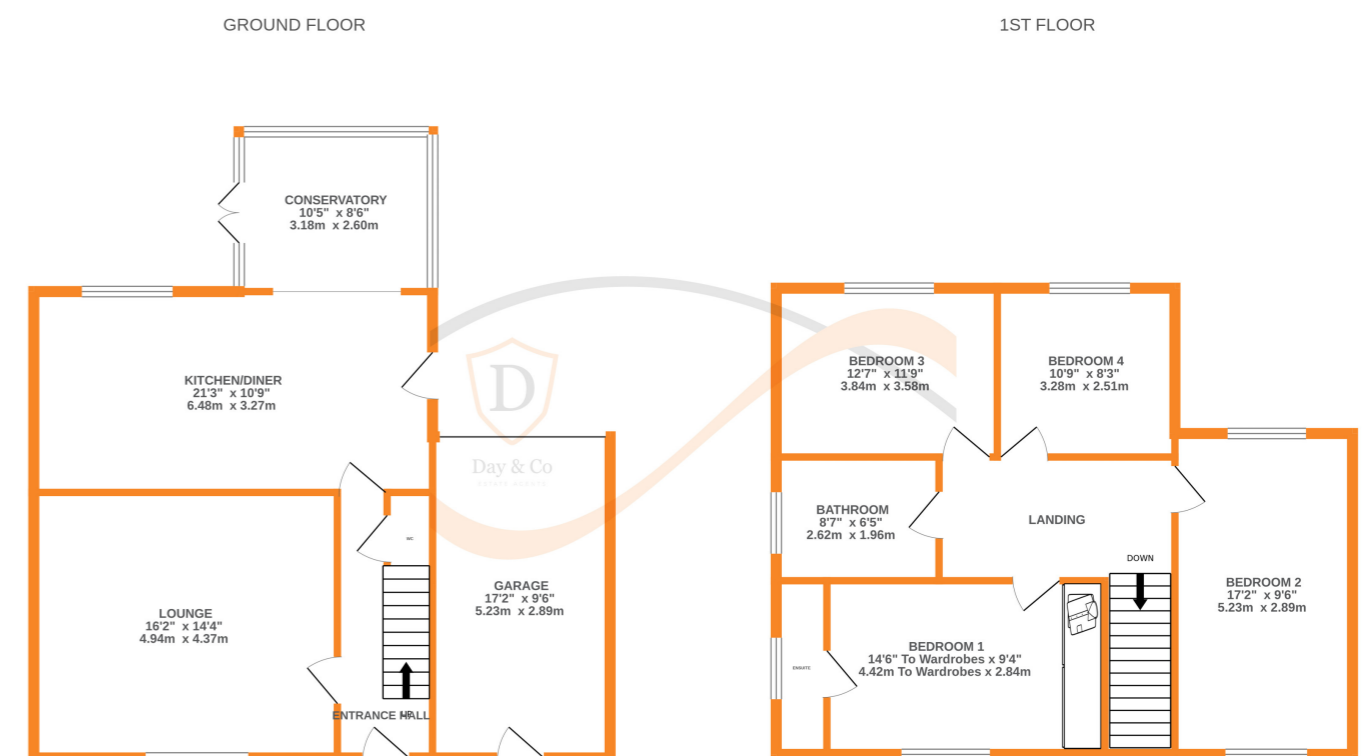 GROUND FLOOR
1ST FLOOR
CONSERVATORY
10'5" x 8'6"
3.18m x 2.60m
KITCHEN/DINER
21'3" x 10'9"
6.48m x 3.27m
D
Day & Co
ESTATE AGENTS
WC
LOUNGE
16'2" x 14'4"
4.94m x 4.37m
GARAGE
17'2" x 9'6"
5.23m x 2.89m
ENTRANCE HALL
UP
BEDROOM 3
12'7" x 11'9"
3.84m x 3.58m
BEDROOM 4
10'9" x 8'3"
3.28m x 2.51m
BATHROOM
8'7" x 6'5"
2.62m x 1.96m
LANDING
DOWN
BEDROOM 2
17'2" x 9'6"
5.23m x 2.89m
ENSUITE
BEDROOM 1
14'6" To Wardrobes x 9'4"
4.42m To Wardrobes x 2.84m